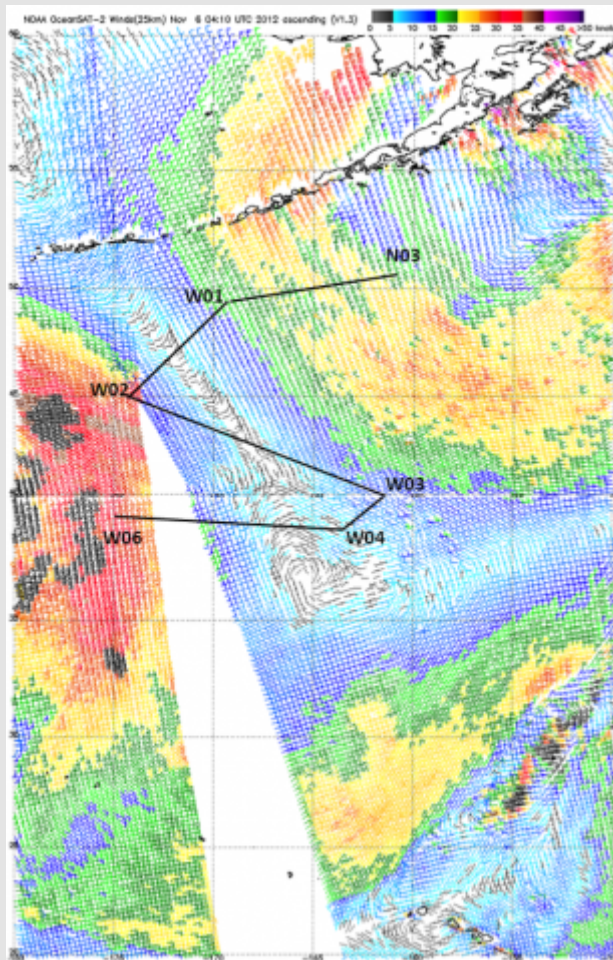 NOAA OceanSAT-2 Winds(25km) Nov 6 04:10 UTC 2012 ascending (v1.3)
0 5 10 15 20 25 30 35 40 45 >50 knots
N03
W01
W02
W03
W04
W06